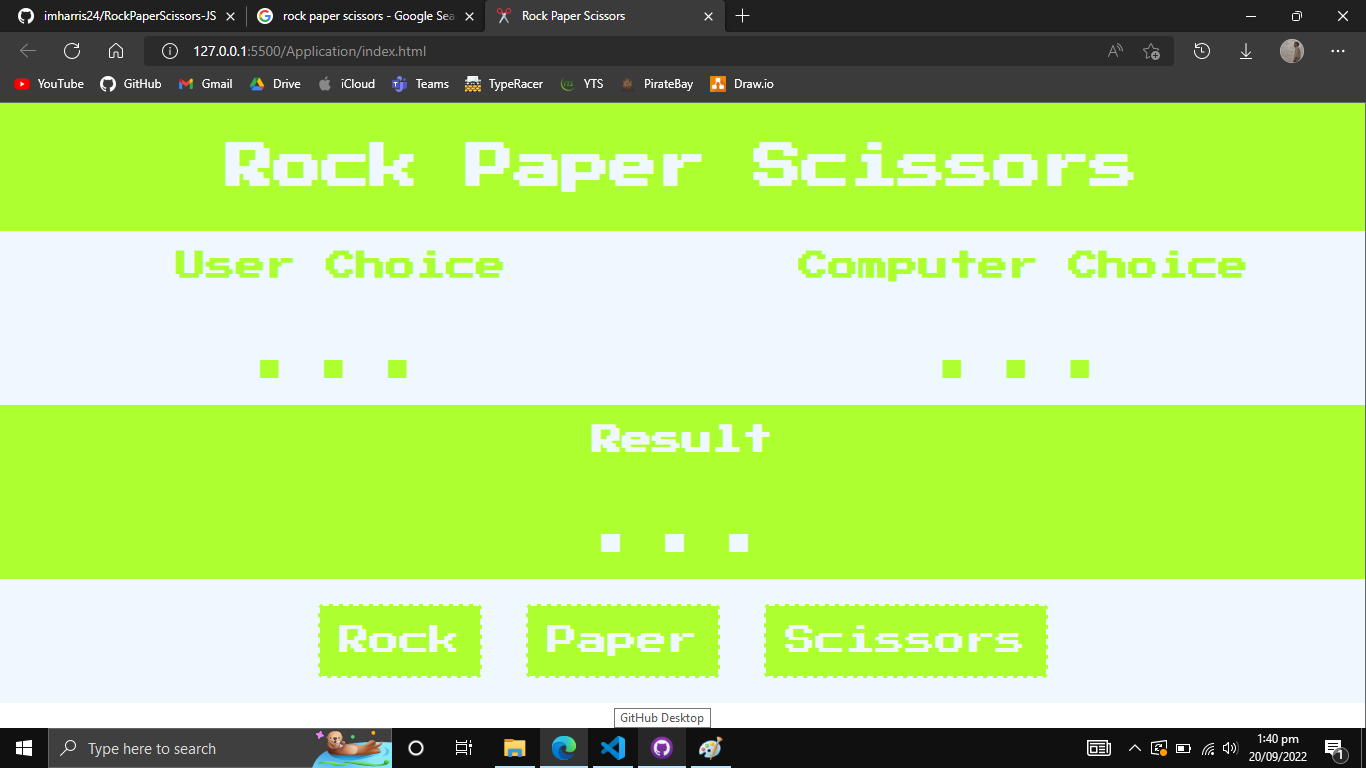 imharris24/RockPaperScissors-JS
rock paper scissors - Google Sea
Rock Paper Scissors
127.0.0.1:5500/Application/index.html
YouTube GitHub Gmail Drive iCloud Teams TypeRacer YTS PirateBay Draw.io
Rock Paper Scissors
User Choice
Computer Choice
. . .
. . .
Result
. . .
Rock Paper Scissors
GitHub Desktop
Type here to search
1:40 pm
20/09/2022
1